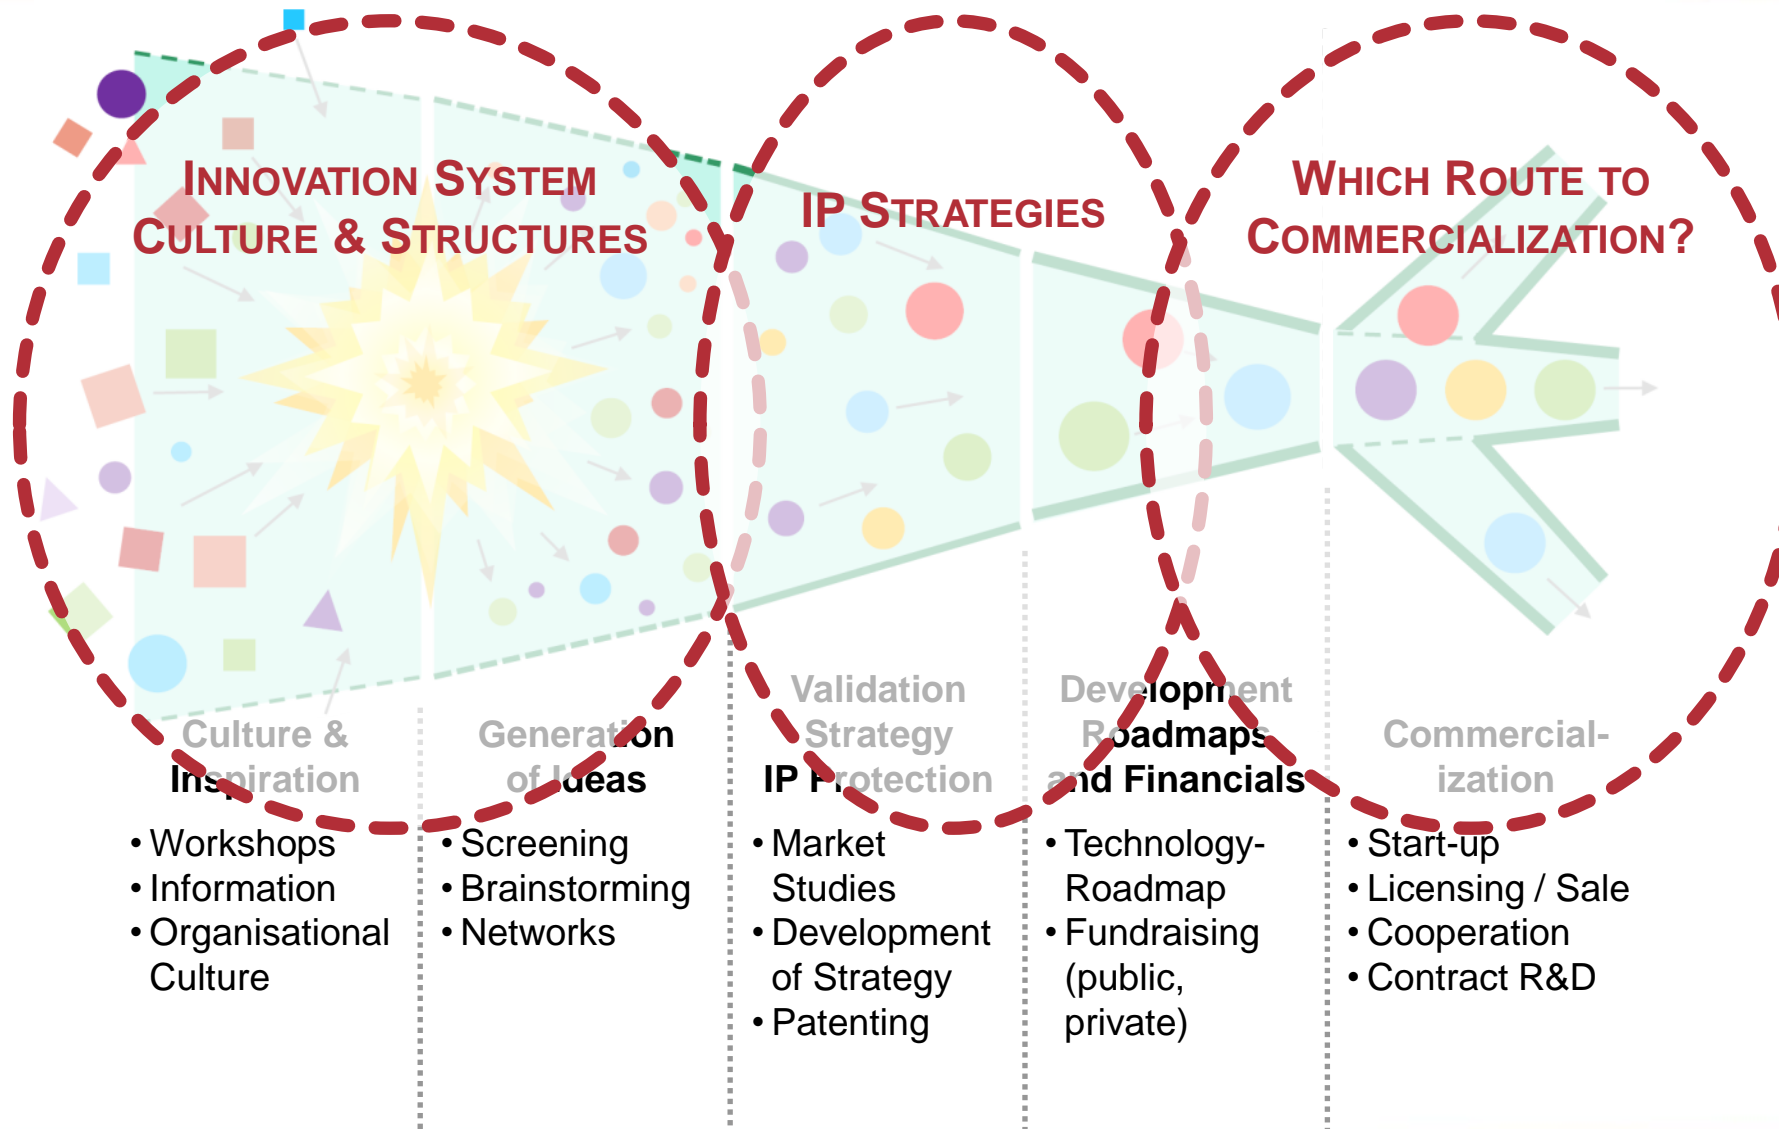 INNOVATION SYSTEM
CULTURE & STRUCTURES
IP STRATEGIES
WHICH ROUTE TO
COMMERCIALIZATION?
Culture &
Inspiration
• Workshops
• Information
• Organisational
Culture
Generation
of Ideas
• Screening
• Brainstorming
• Networks
Validation
Strategy
IP Protection
• Market
Studies
• Development
of Strategy
• Patenting
Development
Roadmaps
and Financials
• Technology-
Roadmap
• Fundraising
(public,
private)
Commercial-
ization
• Start-up
• Licensing / Sale
• Cooperation
• Contract R&D